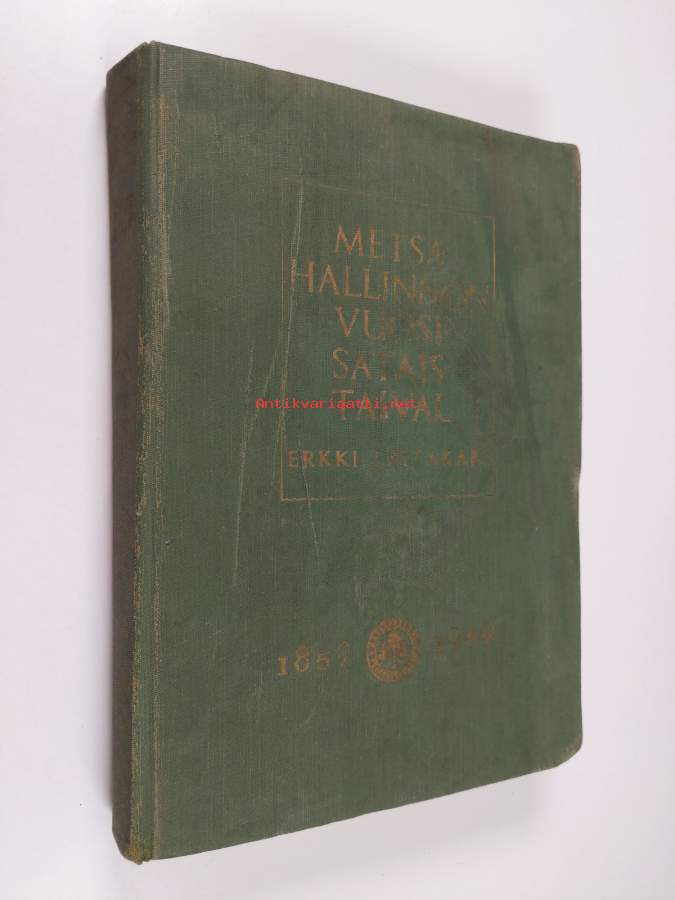 METSÄ
HALLINNON
VUOSI
SATAIS
TAIVAL
Antikvariaatti.net
ERKKI
1859